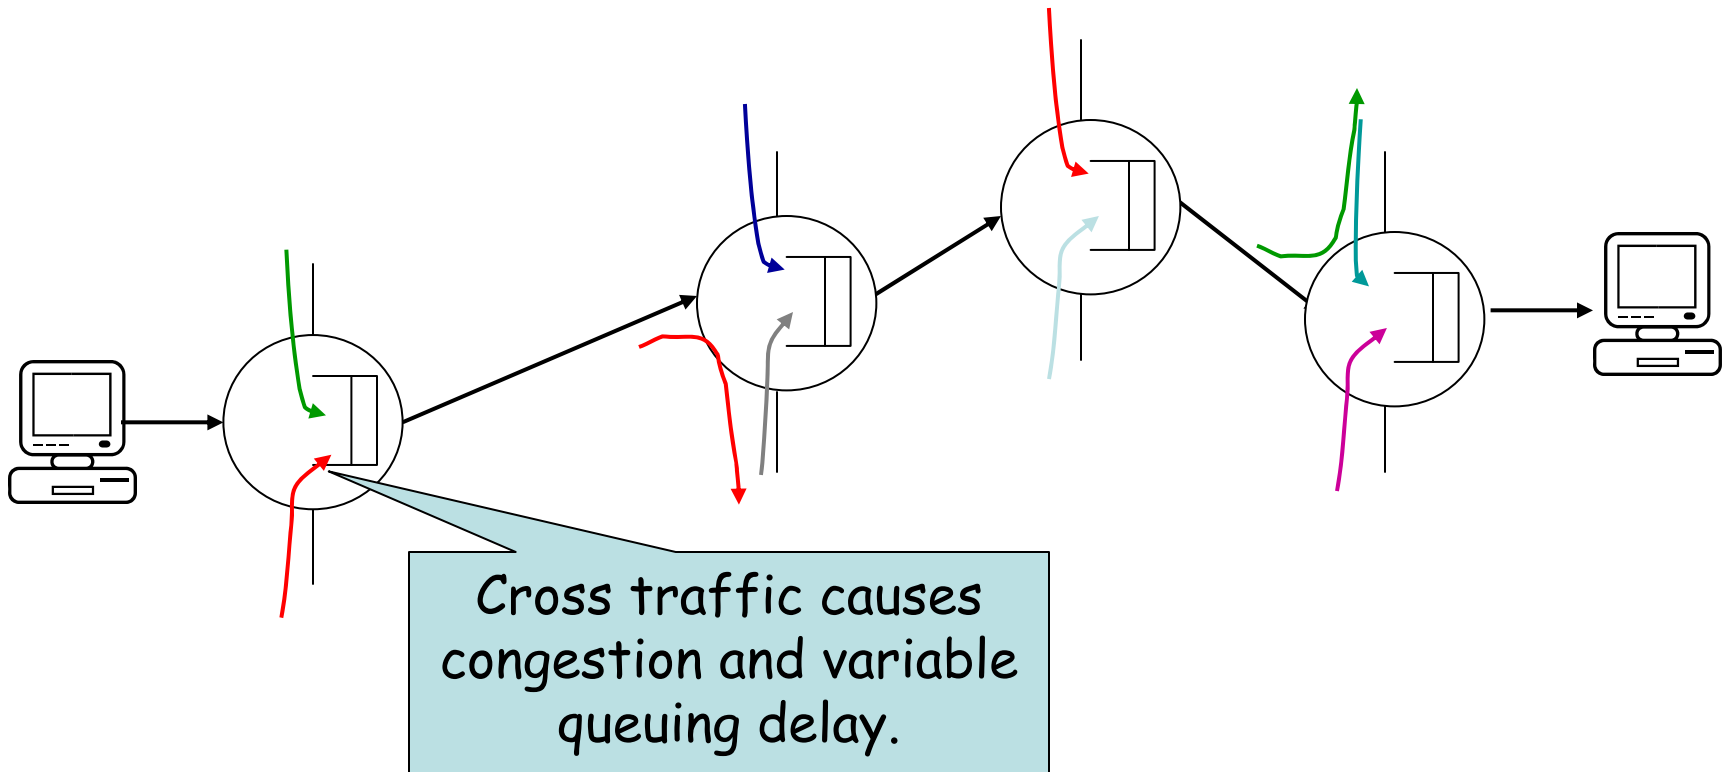 Cross traffic causes
congestion and variable
queuing delay.